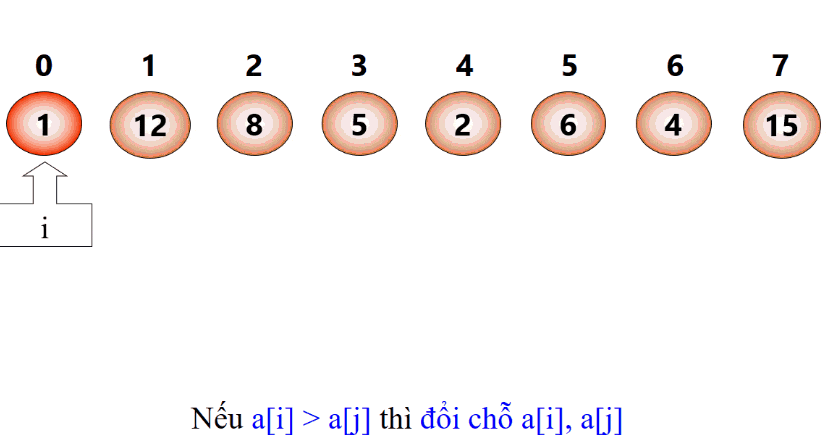 0 1 2 3 4 5 6 7
1 12 8 5 2 6 4 15
i
Nếu a[i] > a[j] thì đổi chỗ a[i], a[j]